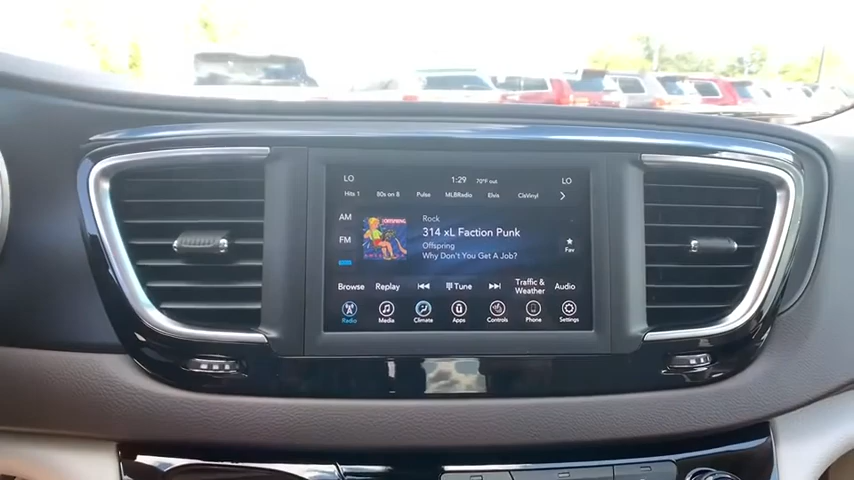 LO 1:29 70°F out LO
Hits 1 80s on 8 Pulse MLBRadio Elvis ClsVinyl
AM
FM
OFFSPRING
Rock
314 xL Faction Punk
Offspring
Why Don't You Get A Job?
Fav
Browse Replay Tune Traffic & Weather Audio
Radio Media Climate Apps Controls Phone Settings